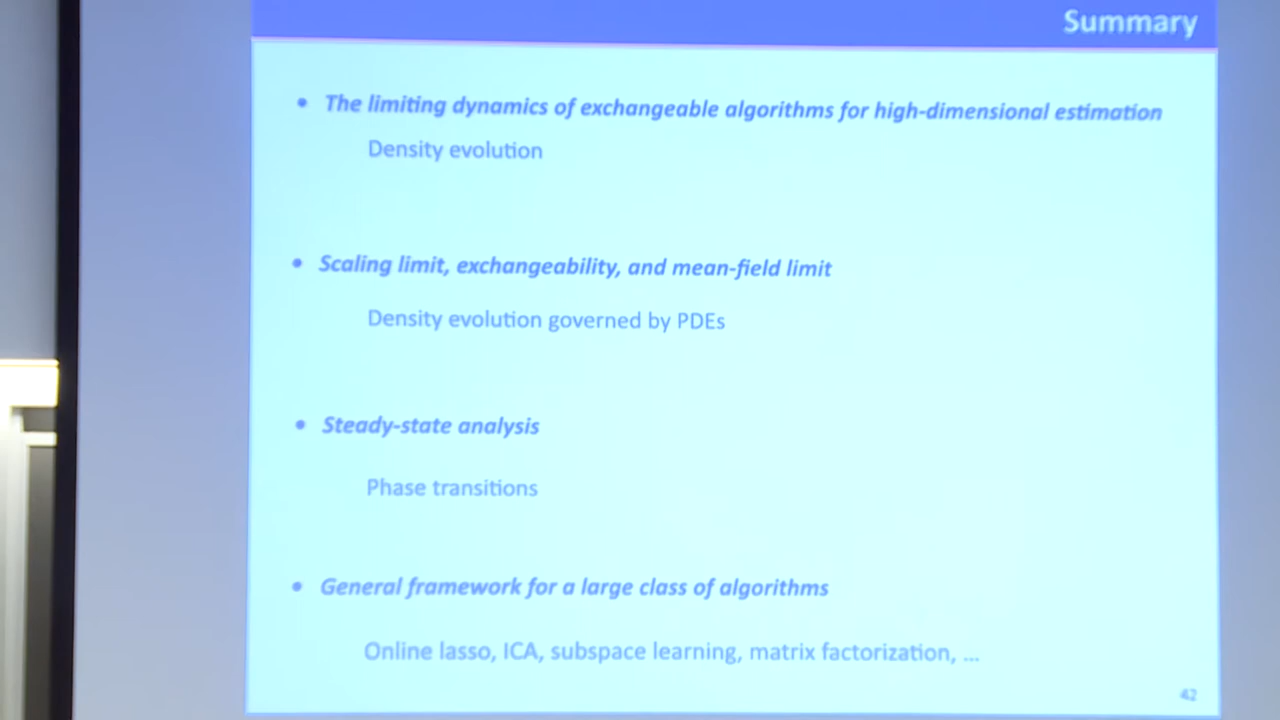 Summary
• The limiting dynamics of exchangeable algorithms for high-dimensional estimation
Density evolution
• Scaling limit, exchangeability, and mean-field limit
Density evolution governed by PDEs
• Steady-state analysis
Phase transitions
• General framework for a large class of algorithms
Online lasso, ICA, subspace learning, matrix factorization, ...
42